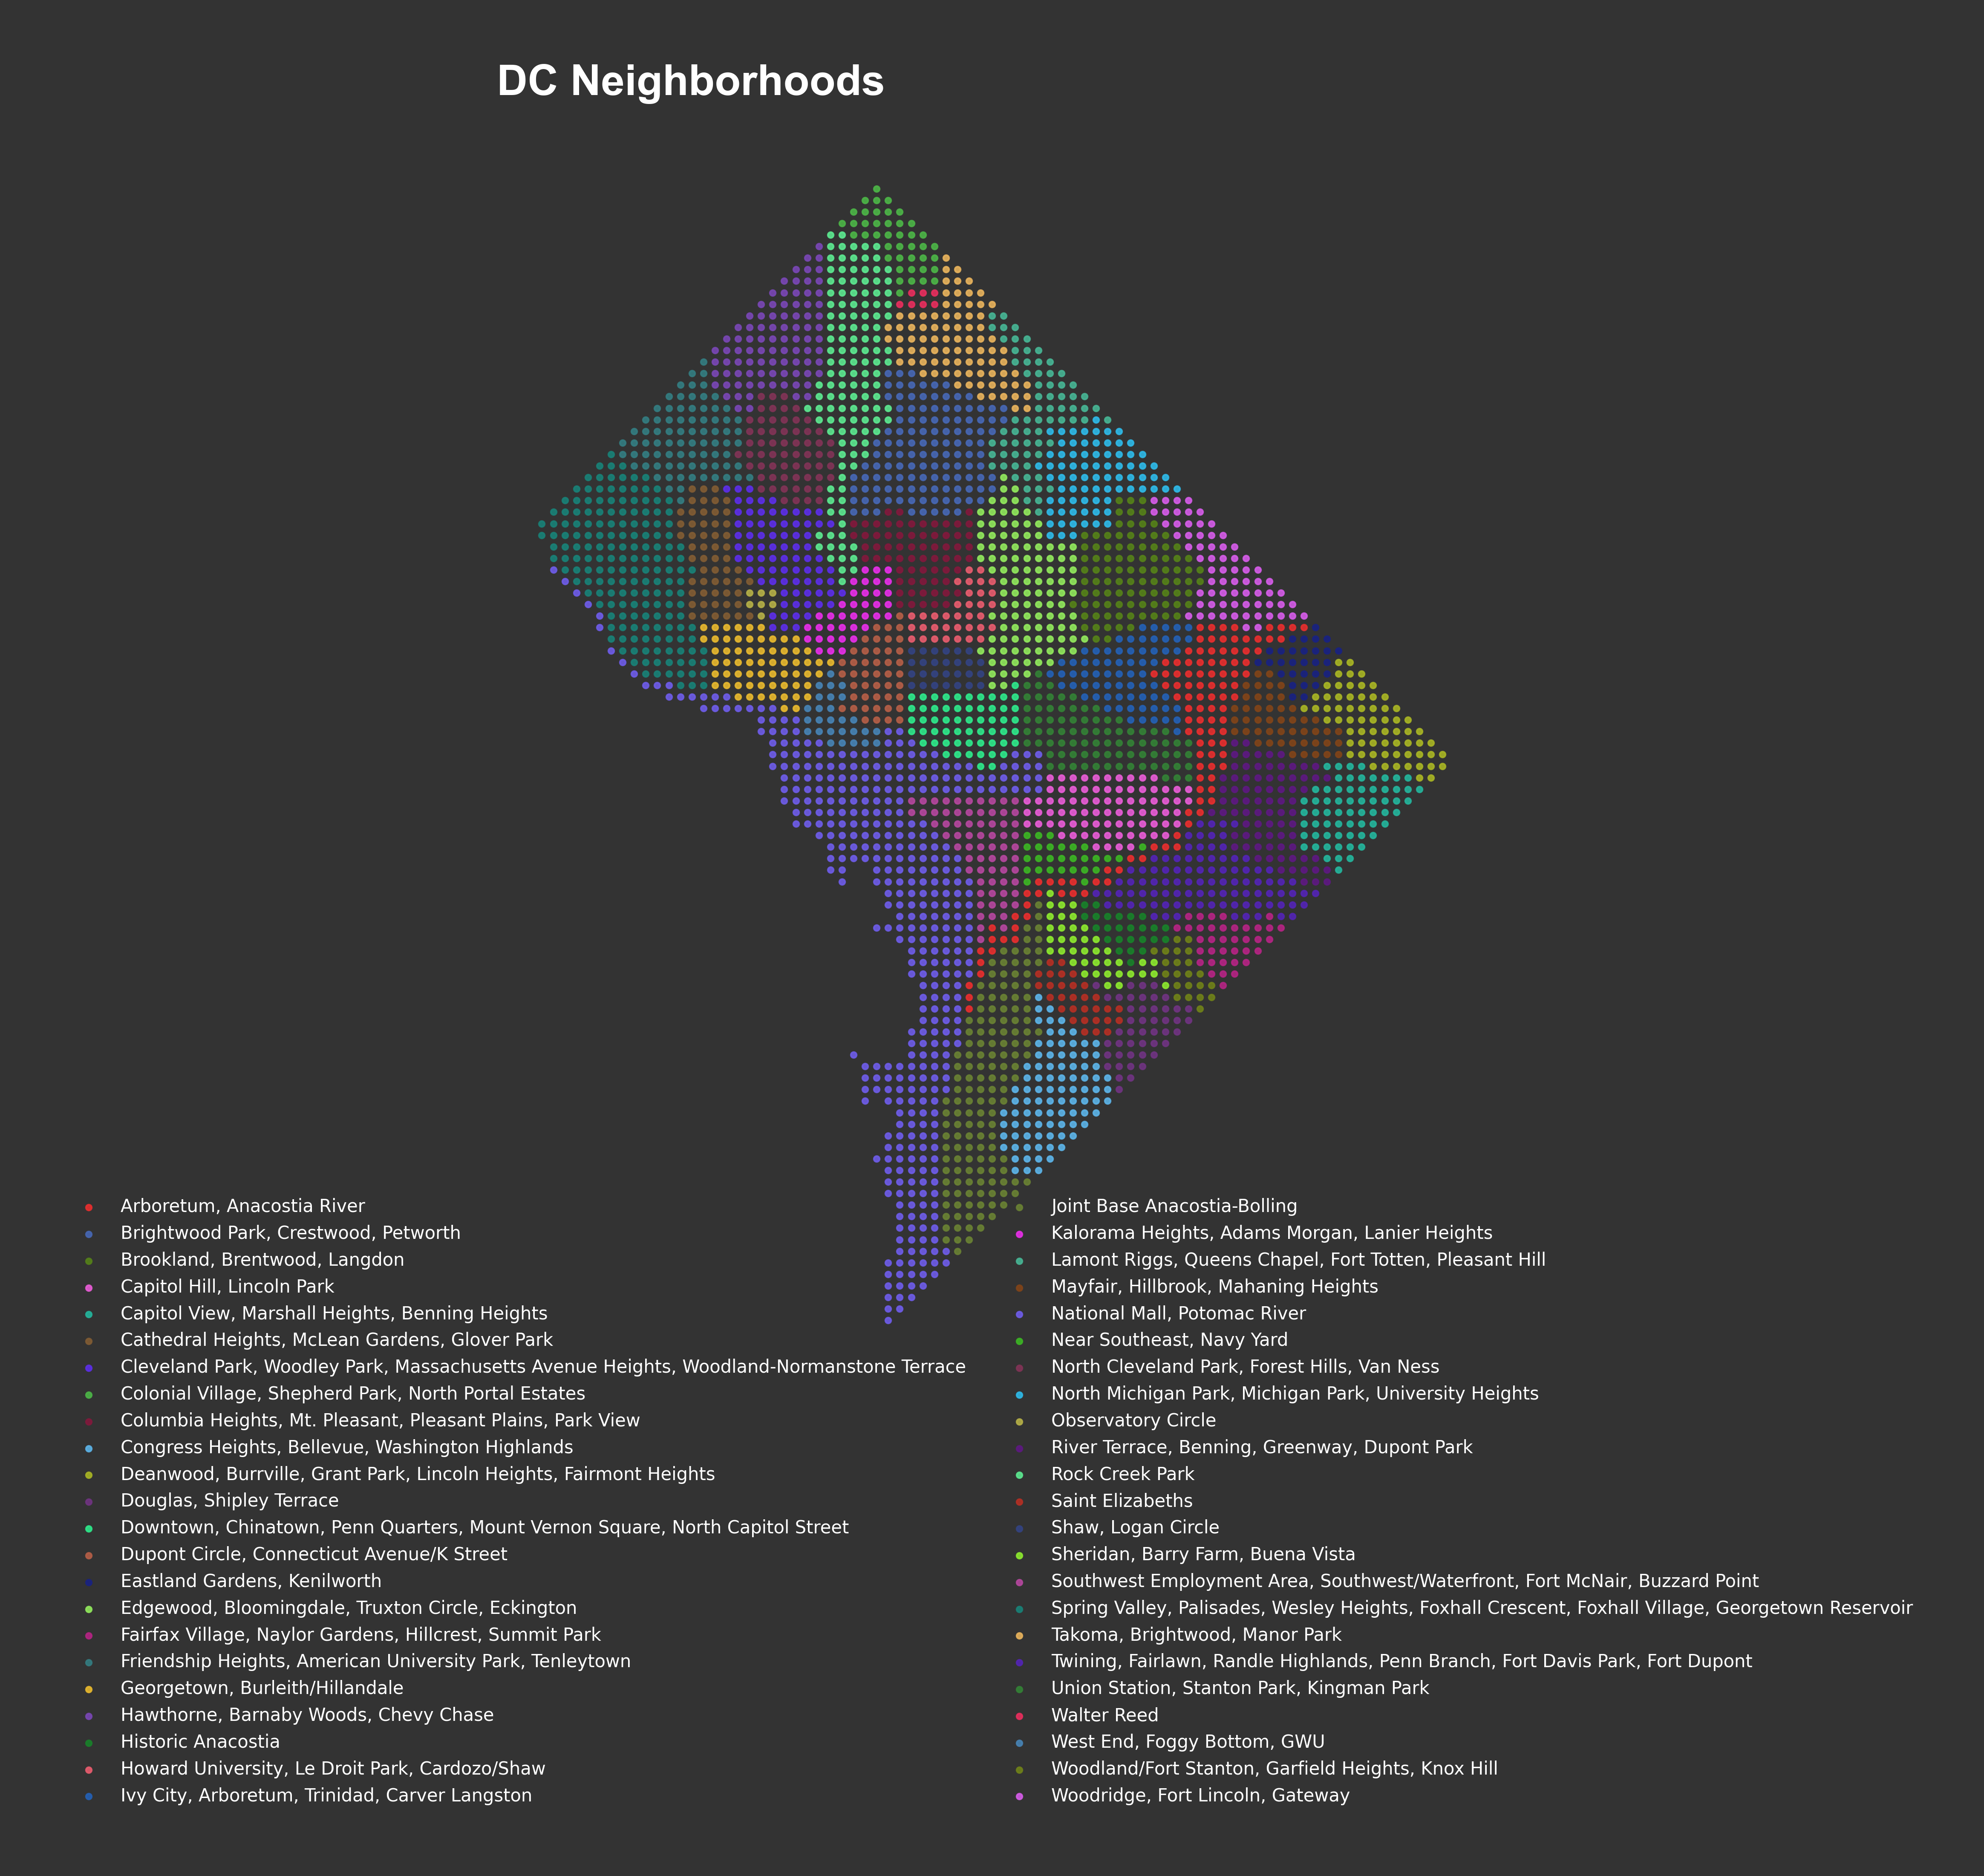 DC Neighborhoods
Arboretum, Anacostia River
Brightwood Park, Crestwood, Petworth
Brookland, Brentwood, Langdon
Capitol Hill, Lincoln Park
Capitol View, Marshall Heights, Benning Heights
Cathedral Heights, McLean Gardens, Glover Park
Cleveland Park, Woodley Park, Massachusetts Avenue Heights, Woodland-Normanstone Terrace
Colonial Village, Shepherd Park, North Portal Estates
Columbia Heights, Mt. Pleasant, Pleasant Plains, Park View
Congress Heights, Bellevue, Washington Highlands
Deanwood, Burrville, Grant Park, Lincoln Heights, Fairmont Heights
Douglas, Shipley Terrace
Downtown, Chinatown, Penn Quarters, Mount Vernon Square, North Capitol Street
Dupont Circle, Connecticut Avenue/K Street
Eastland Gardens, Kenilworth
Edgewood, Bloomingdale, Truxton Circle, Eckington
Fairfax Village, Naylor Gardens, Hillcrest, Summit Park
Friendship Heights, American University Park, Tenleytown
Georgetown, Burleith/Hillandale
Hawthorne, Barnaby Woods, Chevy Chase
Historic Anacostia
Howard University, Le Droit Park, Cardozo/Shaw
Ivy City, Arboretum, Trinidad, Carver Langston
Joint Base Anacostia-Bolling
Kalorama Heights, Adams Morgan, Lanier Heights
Lamont Riggs, Queens Chapel, Fort Totten, Pleasant Hill
Mayfair, Hillbrook, Mahaning Heights
National Mall, Potomac River
Near Southeast, Navy Yard
North Cleveland Park, Forest Hills, Van Ness
North Michigan Park, Michigan Park, University Heights
Observatory Circle
River Terrace, Benning, Greenway, Dupont Park
Rock Creek Park
Saint Elizabeths
Shaw, Logan Circle
Sheridan, Barry Farm, Buena Vista
Southwest Employment Area, Southwest/Waterfront, Fort McNair, Buzzard Point
Spring Valley, Palisades, Wesley Heights, Foxhall Crescent, Foxhall Village, Georgetown Reservoir
Takoma, Brightwood, Manor Park
Twining, Fairlawn, Randle Highlands, Penn Branch, Fort Davis Park, Fort Dupont
Union Station, Stanton Park, Kingman Park
Walter Reed
West End, Foggy Bottom, GWU
Woodland/Fort Stanton, Garfield Heights, Knox Hill
Woodridge, Fort Lincoln, Gateway